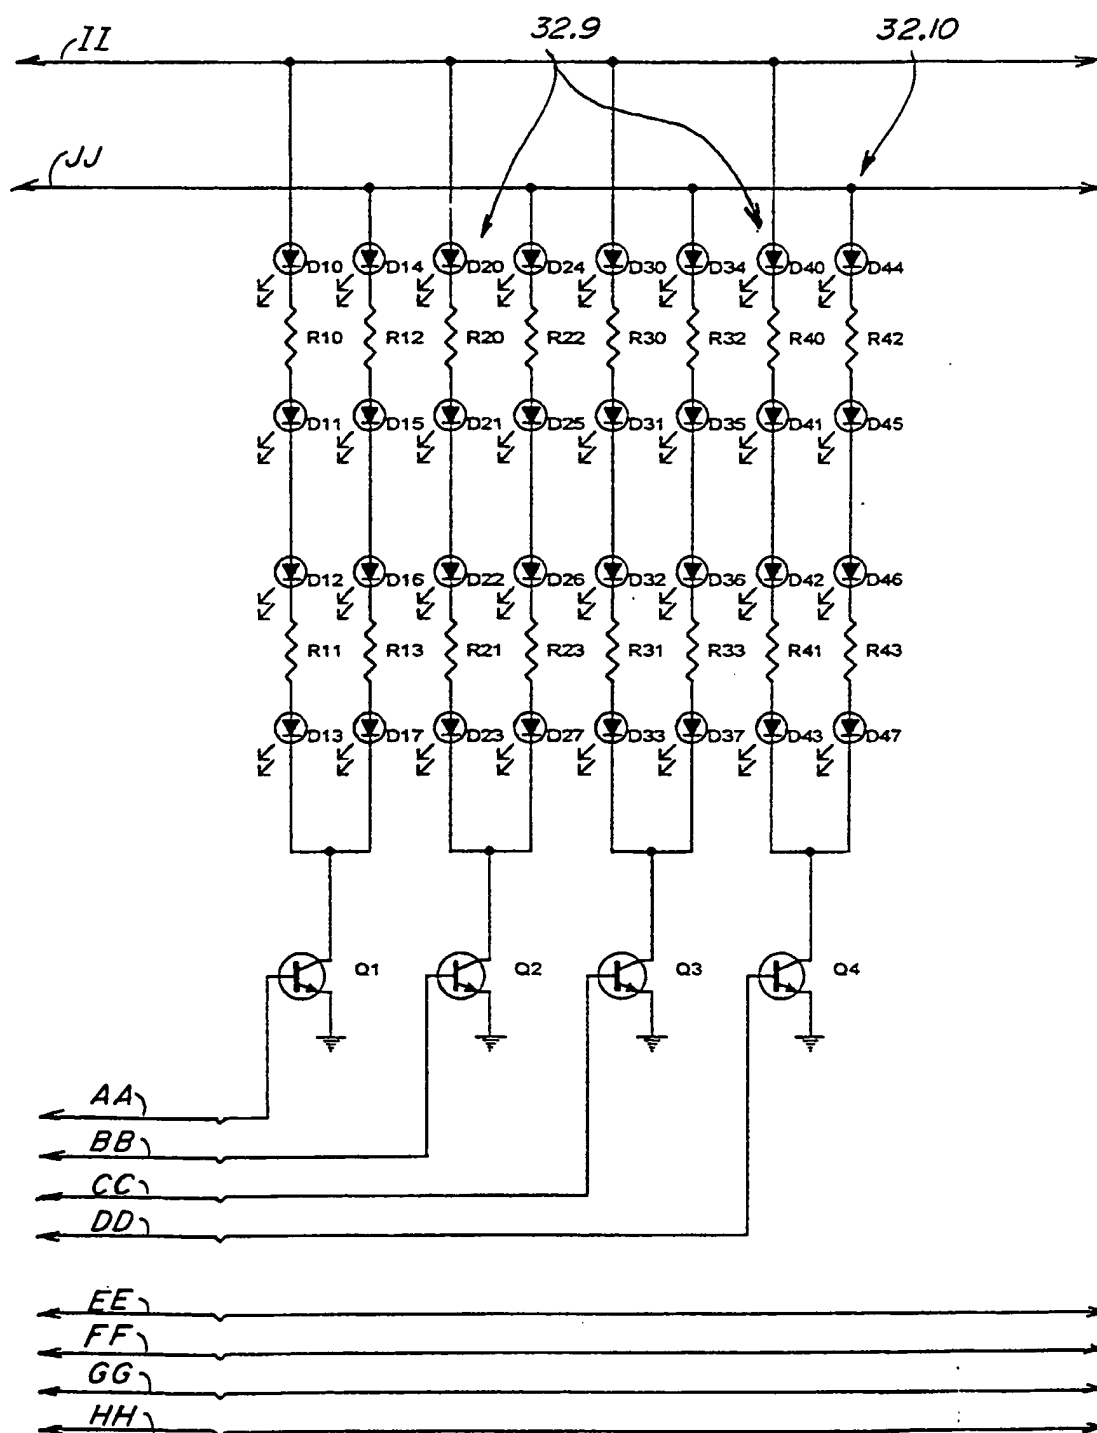 II 32.9 32.10
JJ
D10 D14 D20 D24 D30 D34 D40 D44
R10 R12 R20 R22 R30 R32 R40 R42
D11 D15 D21 D25 D31 D35 D41 D45
D12 D16 D22 D26 D32 D36 D42 D46
R11 R13 R21 R23 R31 R33 R41 R43
D13 D17 D23 D27 D33 D37 D43 D47
Q1 Q2 Q3 Q4
AA
BB
CC
DD
EE
FF
GG
HH